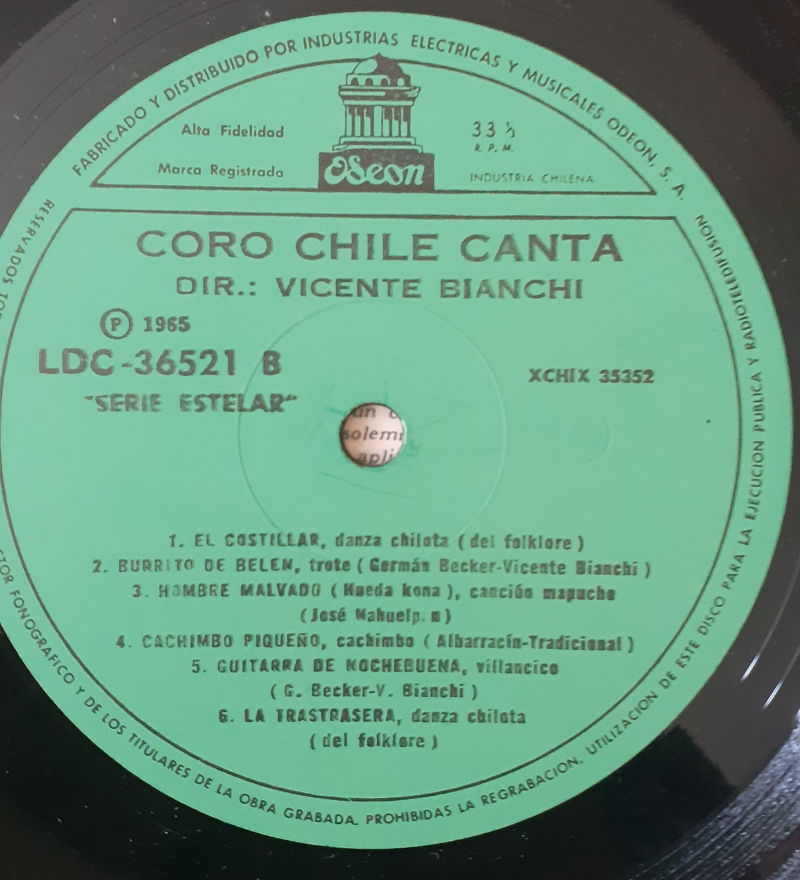 FABRICADO Y DISTRIBUIDO POR INDUSTRIAS ELECTRICAS Y MUSICALES ODEON, S. A.
Alta Fidelidad
33 ⅓
R. P. M.
Marca Registrada
Odeon
INDUSTRIA CHILENA
CORO CHILE CANTA
DIR.: VICENTE BIANCHI
Ⓟ 1965
LDC-36521 B
XCHIX 35352
"SERIE ESTELAR"
solem
apli
1. EL COSTILLAR, danza chilota (del folklore)
2. BURRITO DE BELEN, trote (Germán Becker-Vicente Bianchi)
3. HOMBRE MALVADO (Hueda kona), canción mapuche
(José
4. CACHIMBO PIQUEÑO, cachimbo (Albarracín-Tradicional)
5. GUITARRA DE NOCHEBUENA, villancico
(G. Becker-V. Bianchi)
6. LA TRASTRASERA, danza chilota
(del folklore)
RESERVADOS
FONOGRAFICO Y DE LOS TITULARES DE LA OBRA GRABADA. PROHIBIDAS LA REGRABACION, UTILIZACION DE ESTE DISCO PARA LA EJECUCION PUBLICA Y RADIOTELEDIFUSION